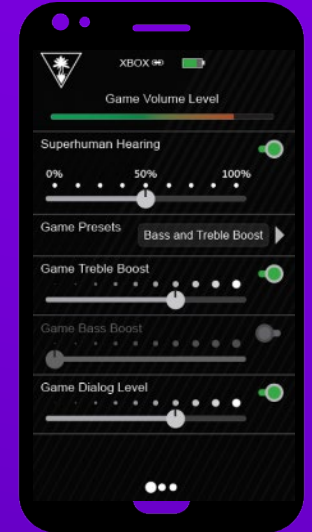 XBOX
Game Volume Level
Superhuman Hearing
0% 50% 100%
Game Presets Bass and Treble Boost
Game Treble Boost
Game Bass Boost
Game Dialog Level